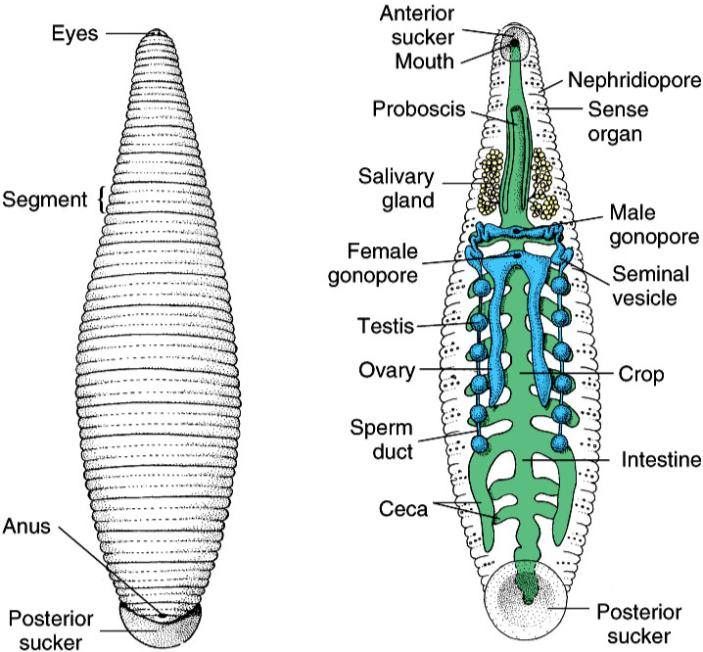 Eyes
Segment
Anus
Posterior
sucker
Anterior
sucker
Mouth
Proboscis
Salivary
gland
Female
gonopore
Testis
Ovary
Sperm
duct
Ceca
Nephridiopore
Sense
organ
Male
gonopore
Seminal
vesicle
Crop
Intestine
Posterior
sucker